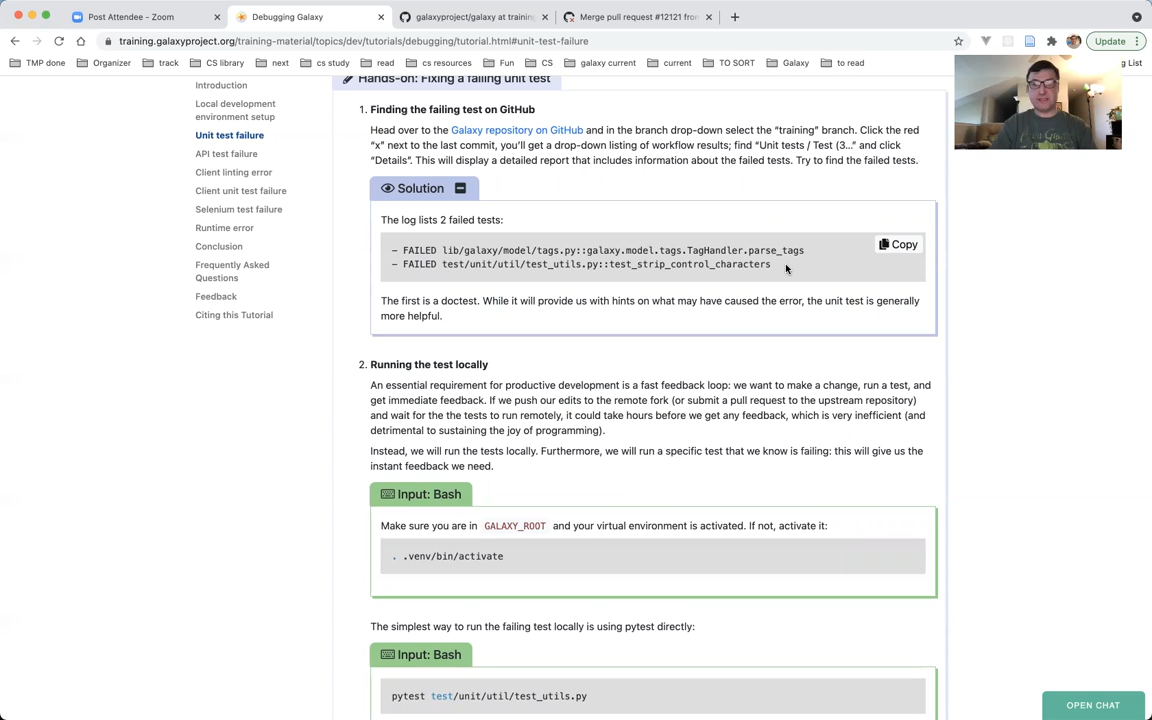 Post Attendee - Zoom
Debugging Galaxy
galaxyproject/galaxy at training
Merge pull request #12121 from
training.galaxyproject.org/training-material/topics/dev/tutorials/debugging/tutorial.html#unit-test-failure
Update
TMP done
Organizer
track
CS library
next
cs study
read
cs resources
Fun
CS
galaxy current
current
TO SORT
Galaxy
to read
g List
Introduction
Local development
environment setup
Unit test failure
API test failure
Client linting error
Client unit test failure
Selenium test failure
Runtime error
Conclusion
Frequently Asked
Questions
Feedback
Citing this Tutorial
Hands-on: Fixing a failing unit test
1. Finding the failing test on GitHub
Head over to the Galaxy repository on GitHub and in the branch drop-down select the “training” branch. Click the red
“x” next to the last commit, you’ll get a drop-down listing of workflow results; find “Unit tests / Test (3...” and click
“Details”. This will display a detailed report that includes information about the failed tests. Try to find the failed tests.
Solution
The log lists 2 failed tests:
Copy
- FAILED lib/galaxy/model/tags.py::galaxy.model.tags.TagHandler.parse_tags
- FAILED test/unit/util/test_utils.py::test_strip_control_characters
The first is a doctest. While it will provide us with hints on what may have caused the error, the unit test is generally
more helpful.
2. Running the test locally
An essential requirement for productive development is a fast feedback loop: we want to make a change, run a test, and
get immediate feedback. If we push our edits to the remote fork (or submit a pull request to the upstream repository)
and wait for the the tests to run remotely, it could take hours before we get any feedback, which is very inefficient (and
detrimental to sustaining the joy of programming).
Instead, we will run the tests locally. Furthermore, we will run a specific test that we know is failing: this will give us the
instant feedback we need.
Input: Bash
Make sure you are in GALAXY_ROOT and your virtual environment is activated. If not, activate it:
. .venv/bin/activate
The simplest way to run the failing test locally is using pytest directly:
Input: Bash
pytest test/unit/util/test_utils.py
OPEN CHAT